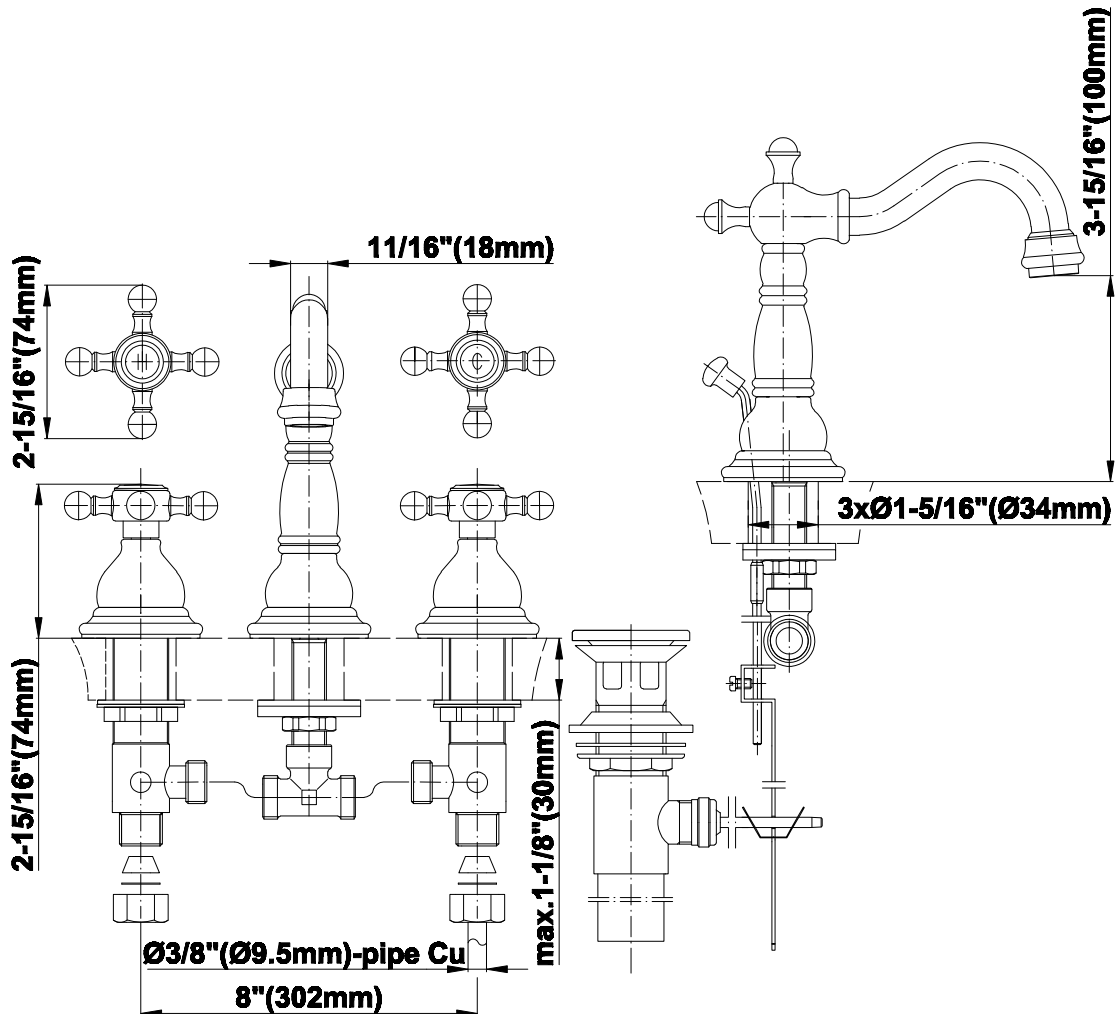 3-15/16"(100mm)
11/16"(18mm)
2-15/16"(74mm)
H
C
3xØ1-5/16"(Ø34mm)
2-15/16"(74mm)
max.1-1/8"(30mm)
Ø3/8"(Ø9.5mm)-pipe Cu
8"(302mm)